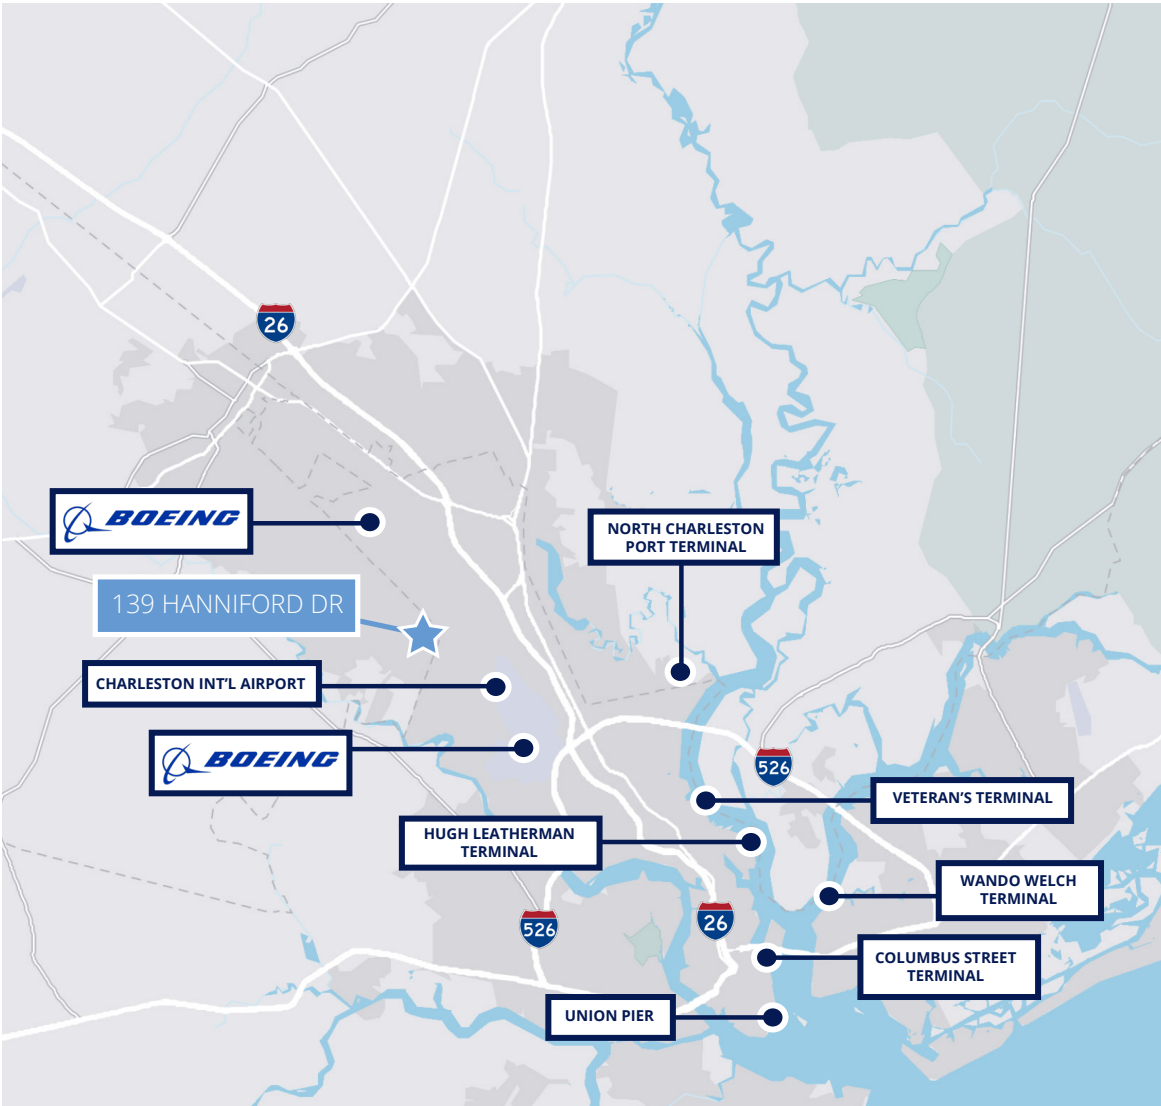 26
BOEING
NORTH CHARLESTON
PORT TERMINAL
139 HANNIFORD DR
CHARLESTON INT'L AIRPORT
BOEING
526
VETERAN'S TERMINAL
HUGH LEATHERMAN
TERMINAL
WANDO WELCH
TERMINAL
526
26
COLUMBUS STREET
TERMINAL
UNION PIER